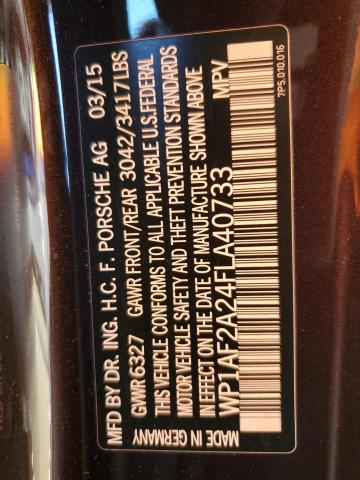 MFD BY DR. ING. H.C. F. PORSCHE AG 03/15
GWR 6327 GAWR FRONT/REAR 3042/3417LBS
THIS VEHICLE CONFORMS TO ALL APPLICABLE U.S.FEDERAL
MOTOR VEHICLE SAFETY AND THEFT PREVENTION STANDARDS
IN EFFECT ON THE DATE OF MANUFACTURE SHOWN ABOVE
WP1AF2A24FLA40733 MPV
MADE IN GERMANY
7P5.010.016